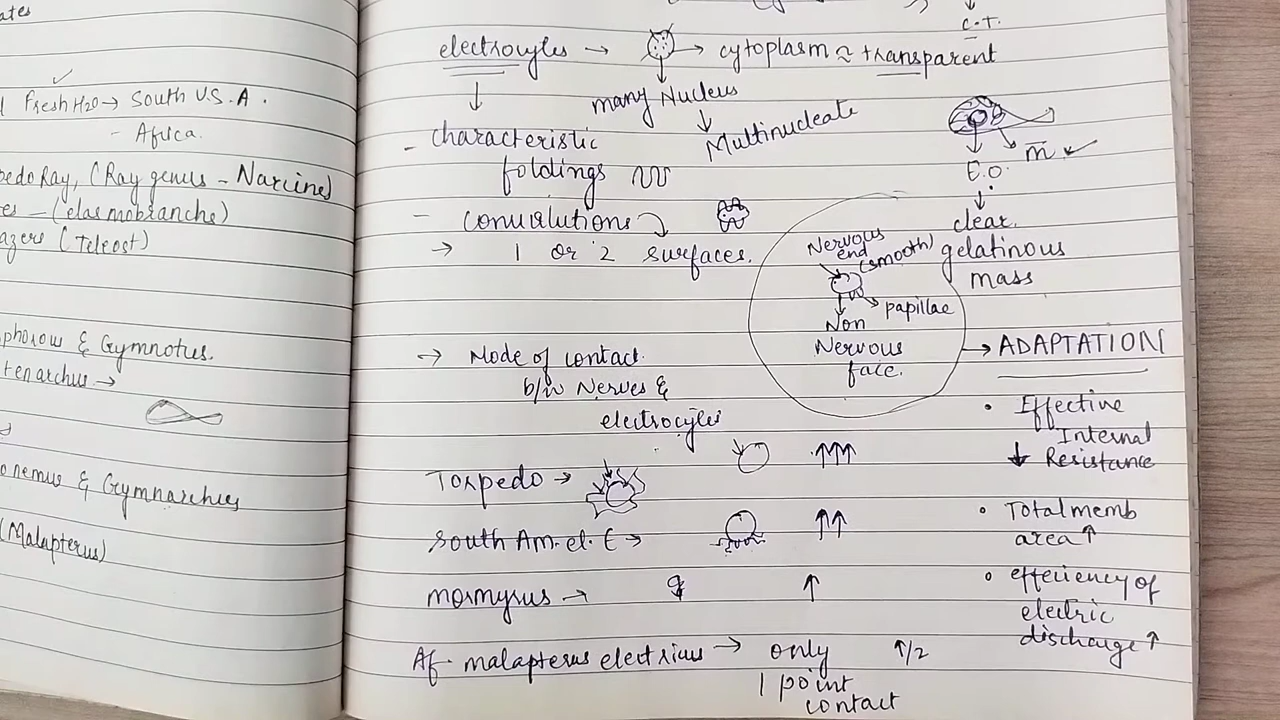 ates
Fresh H2O → South U.S.A.
- Africa.
pedo Ray, (Ray genus - Narcine)
es - (elasmobranche)
azers (Teleost)
phorow & Gymnotus.
tenarchus →
onemus & Gymnarchus
(Malapterus)
c.t.
electrocytes → → cytoplasm ≈ transparent
many Nucleus
Multinucleate
- characteristic
foldings
- convulutions
→ 1 or 2 surfaces.
m
E.O.
clear
gelatinous
mass
Nervous
end (smooth)
papillae
Non
Nervous
face.
→ Mode of contact
b/w Nerves &
electrocytes
Torpedo → ↑↑↑
South Am. el. E → ↑↑
mormyrus → ↑
Af. malapterus electrius → only ↑/2
1 point
contact
→ ADAPTATION
• Effective
Internal
↓ Resistance
• Total memb
area ↑
• effeciency of
electric
discharge ↑